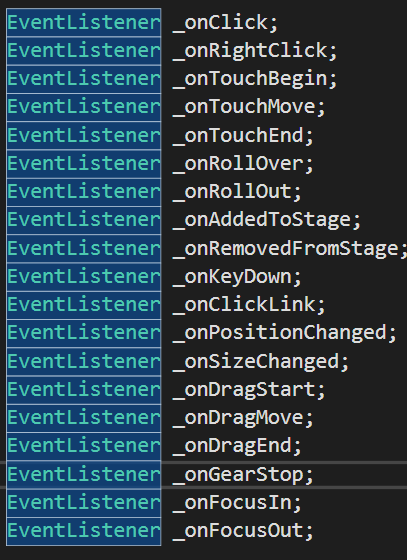 EventListener _onClick;
EventListener _onRightClick;
EventListener _onTouchBegin;
EventListener _onTouchMove;
EventListener _onTouchEnd;
EventListener _onRollOver;
EventListener _onRollOut;
EventListener _onAddedToStage;
EventListener _onRemovedFromStage;
EventListener _onKeyDown;
EventListener _onClickLink;
EventListener _onPositionChanged;
EventListener _onSizeChanged;
EventListener _onDragStart;
EventListener _onDragMove;
EventListener _onDragEnd;
EventListener _onGearStop;
EventListener _onFocusIn;
EventListener _onFocusOut;